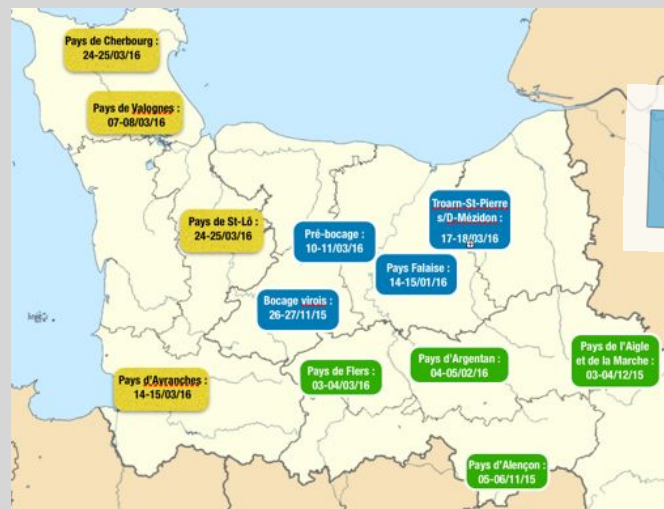 Pays de Cherbourg :
24-25/03/16
Pays de Valognes :
07-08/03/16
Pays de St-Lô :
24-25/03/16
Pré-bocage :
10-11/03/16
Troarn-St-Pierre
s/D-Mézidon :
17-18/03/16
Pays Falaise :
14-15/01/16
Bocage virois :
26-27/11/15
Pays d'Avranches :
14-15/03/16
Pays de Flers :
03-04/03/16
Pays d'Argentan :
04-05/02/16
Pays de l'Aigle
et de la Marche :
03-04/12/15
Pays d'Alençon :
05-06/11/15